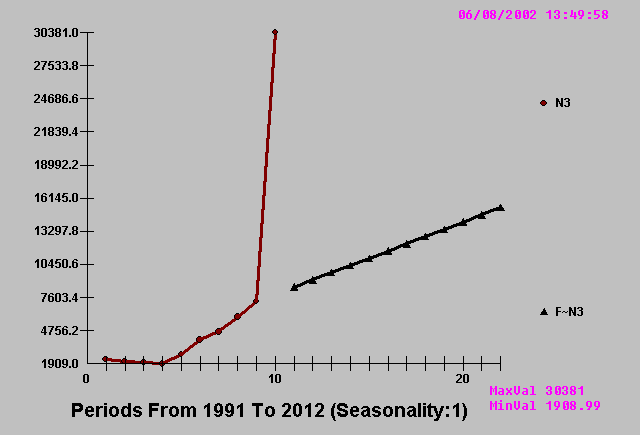 06/08/2002 13:49:58
30381.0
27533.8
24686.6
21839.4
18992.2
16145.0
13297.8
10450.6
7603.4
4756.2
1909.0
N3
F~N3
0 10 20
MaxVal 30381
MinVal 1908.99
Periods From 1991 To 2012 (Seasonality:1)